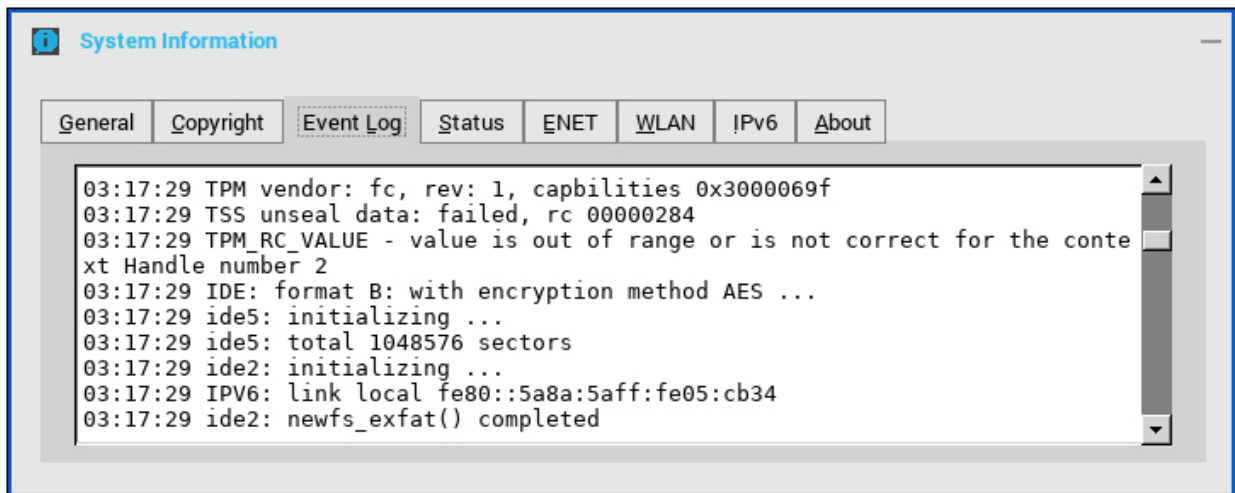 System Information
General Copyright Event Log Status ENET WLAN IPv6 About
03:17:29 TPM vendor: fc, rev: 1, capbilities 0x3000069f
03:17:29 TSS unseal data: failed, rc 00000284
03:17:29 TPM_RC_VALUE - value is out of range or is not correct for the conte
xt Handle number 2
03:17:29 IDE: format B: with encryption method AES ...
03:17:29 ide5: initializing ...
03:17:29 ide5: total 1048576 sectors
03:17:29 ide2: initializing ...
03:17:29 IPV6: link local fe80::5a8a:5aff:fe05:cb34
03:17:29 ide2: newfs_exfat() completed